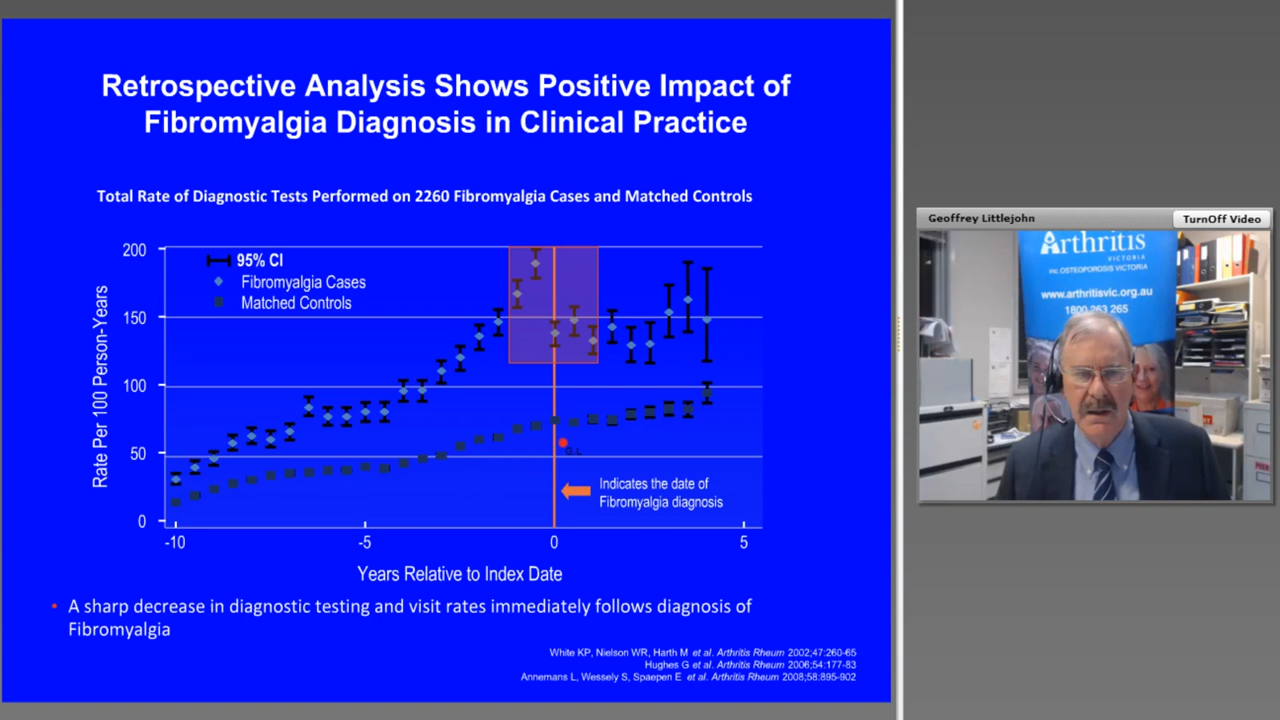 Retrospective Analysis Shows Positive Impact of
Fibromyalgia Diagnosis in Clinical Practice
Total Rate of Diagnostic Tests Performed on 2260 Fibromyalgia Cases and Matched Controls
95% CI
Fibromyalgia Cases
Matched Controls
Rate Per 100 Person-Years
200
150
100
50
0
G.L
Indicates the date of
Fibromyalgia diagnosis
-10
-5
0
5
Years Relative to Index Date
• A sharp decrease in diagnostic testing and visit rates immediately follows diagnosis of
Fibromyalgia
White KP, Nielson WR, Harth M et al. Arthritis Rheum 2002;47:260-65
Hughes G et al. Arthritis Rheum 2006;54:177-83
Annemans L, Wessely S, Spaepen E et al. Arthritis Rheum 2008;58:895-902
Geoffrey Littlejohn
TurnOff Video
Arthritis
VICTORIA
inc OSTEOPOROSIS VICTORIA
www.arthritisvic.org.au
1800 263 265